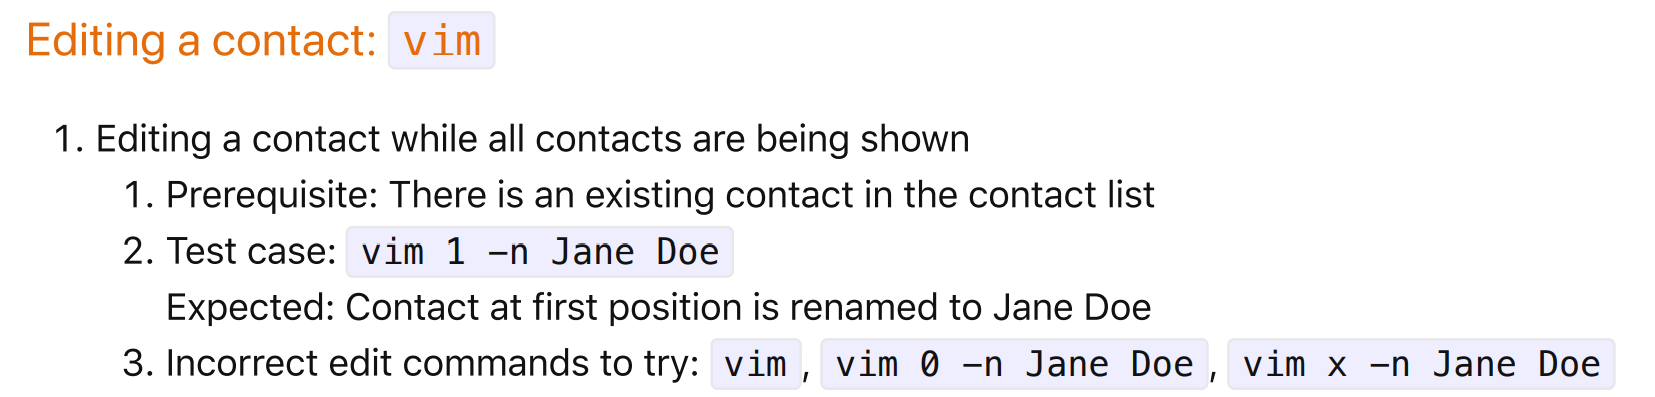 Editing a contact: vim
1. Editing a contact while all contacts are being shown
1. Prerequisite: There is an existing contact in the contact list
2. Test case: vim 1 –n Jane Doe
Expected: Contact at first position is renamed to Jane Doe
3. Incorrect edit commands to try: vim, vim 0 –n Jane Doe, vim x –n Jane Doe